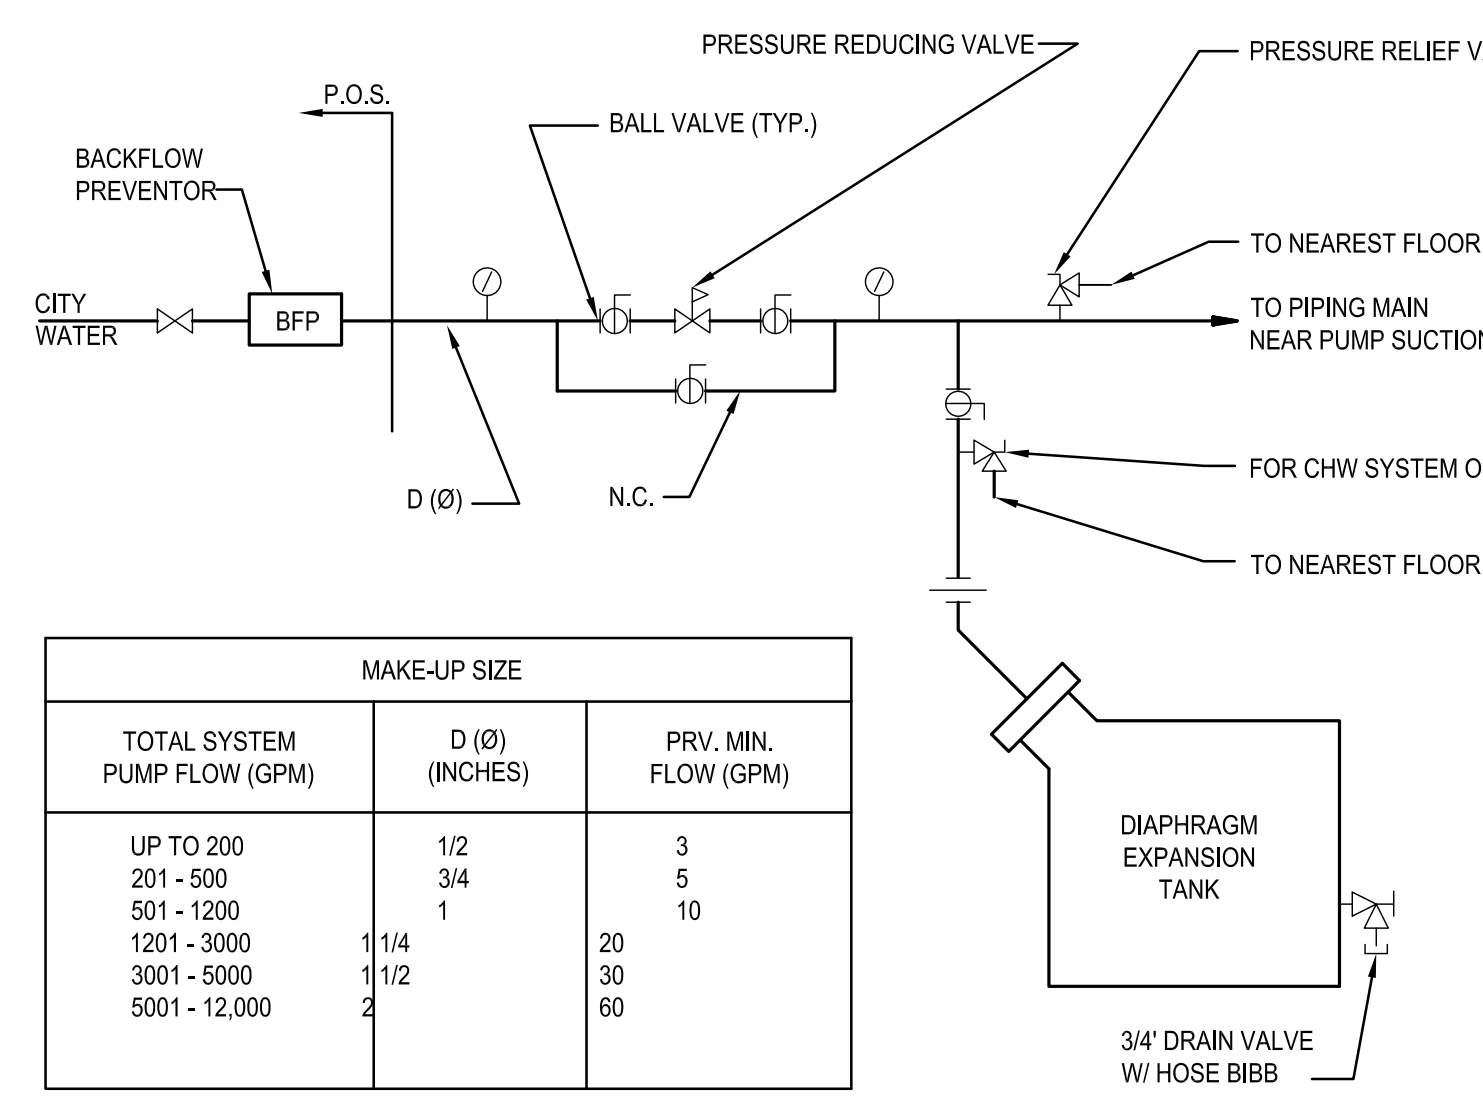 PRESSURE REDUCING VALVE
PRESSURE RELIEF
P.O.S.
BALL VALVE (TYP.)
BACKFLOW
PREVENTOR
TO NEAREST FLOOR
CITY
WATER
BFP
TO PIPING MAIN
NEAR PUMP SUCTION
FOR CHW SYSTEM
D (Ø)
N.C.
TO NEAREST FLOOR
MAKE-UP SIZE
TOTAL SYSTEM
PUMP FLOW (GPM)
D (Ø)
(INCHES)
PRV. MIN.
FLOW (GPM)
UP TO 200 1/2 3
201 - 500 3/4 5
501 - 1200 1 10
1201 - 3000 1 1/4 20
3001 - 5000 1 1/2 30
5001 - 12,000 2 60
DIAPHRAGM
EXPANSION
TANK
3/4' DRAIN VALVE
W/ HOSE BIBB